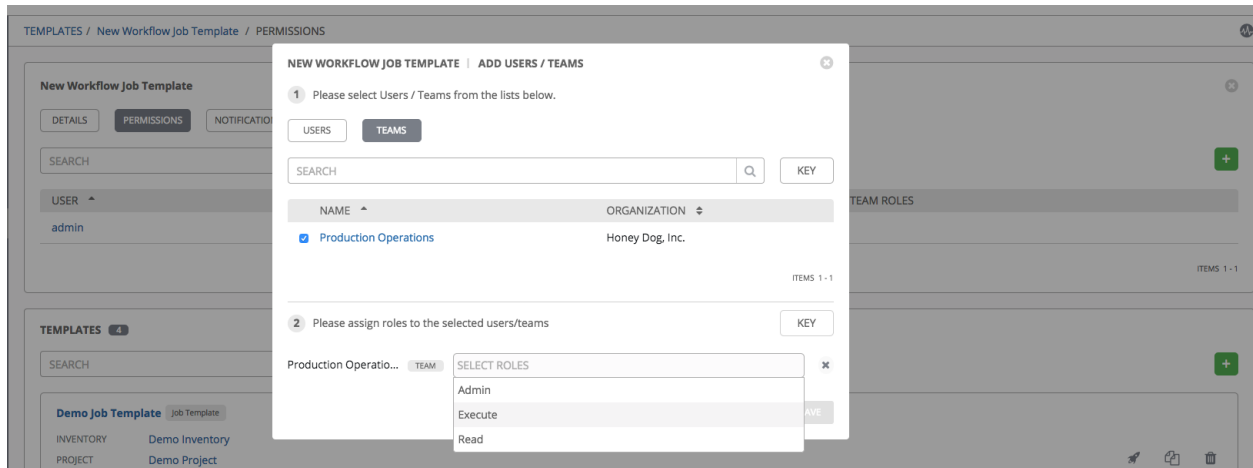 TEMPLATES / New Workflow Job Template / PERMISSIONS
NEW WORKFLOW JOB TEMPLATE | ADD USERS / TEAMS
1 Please select Users / Teams from the lists below.
USERS TEAMS
SEARCH KEY
NAME ORGANIZATION
Production Operations Honey Dog, Inc.
ITEMS 1 - 1
2 Please assign roles to the selected users/teams KEY
Production Operatio... TEAM SELECT ROLES
Admin
Execute
Read
New Workflow Job Template
DETAILS PERMISSIONS NOTIFICATION
SEARCH
USER TEAM ROLES
admin
ITEMS 1 - 1
TEMPLATES 4
SEARCH
Demo Job Template Job Template
INVENTORY Demo Inventory
PROJECT Demo Project